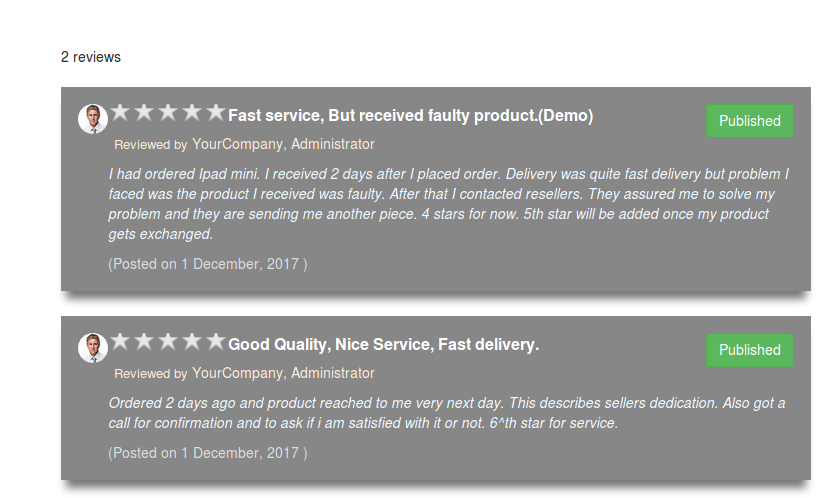 2 reviews
Fast service, But received faulty product.(Demo)
Published
Reviewed by YourCompany, Administrator
I had ordered Ipad mini. I received 2 days after I placed order. Delivery was quite fast delivery but problem I
faced was the product I received was faulty. After that I contacted resellers. They assured me to solve my
problem and they are sending me another piece. 4 stars for now. 5th star will be added once my product
gets exchanged.
(Posted on 1 December, 2017 )
Good Quality, Nice Service, Fast delivery.
Published
Reviewed by YourCompany, Administrator
Ordered 2 days ago and product reached to me very next day. This describes sellers dedication. Also got a
call for confirmation and to ask if i am satisfied with it or not. 6^th star for service.
(Posted on 1 December, 2017 )